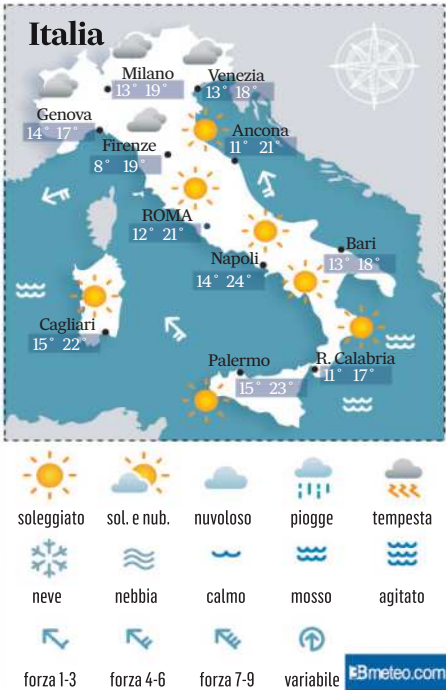 Italia
Milano
13° 19°
Venezia
13° 18°
Genova
14° 17°
Ancona
11° 21°
Firenze
8° 19°
ROMA
12° 21°
Bari
13° 18°
Napoli
14° 24°
Cagliari
15° 22°
Palermo
15° 23°
R. Calabria
11° 17°
soleggiato sol. e nub. nuvoloso piogge tempesta
neve nebbia calmo mosso agitato
forza 1-3 forza 4-6 forza 7-9 variabile
3Bmeteo.com